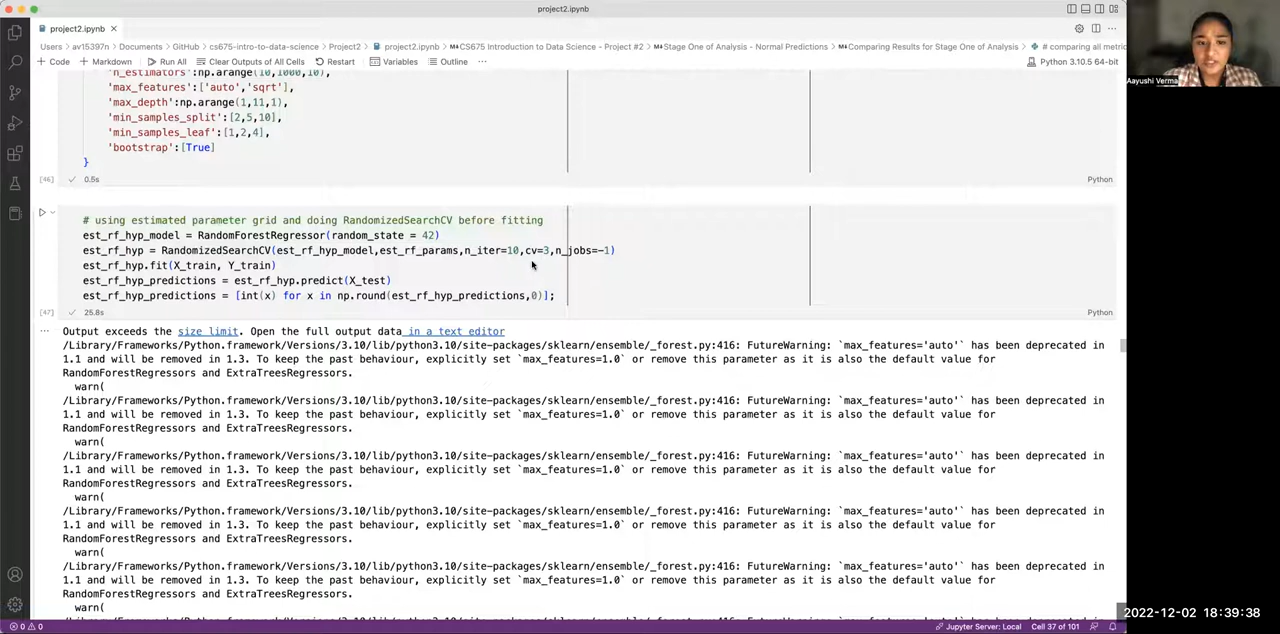 project2.ipynb
project2.ipynb
Users > av15397n > Documents > GitHub > cs675-intro-to-data-science > Project2 > project2.ipynb > CS675 Introduction to Data Science - Project #2 > Stage One of Analysis - Normal Predictions > Comparing Results for Stage One of Analysis > # comparing all metric
+ Code + Markdown Run All Clear Outputs of All Cells Restart Variables Outline ... Python 3.10.5 64-bit
Aayushi Verma
'n_estimators':np.arange(10,1000,10),
'max_features':['auto','sqrt'],
'max_depth':np.arange(1,11,1),
'min_samples_split':[2,5,10],
'min_samples_leaf':[1,2,4],
'bootstrap':[True]
}
[46] 0.5s Python
# using estimated parameter grid and doing RandomizedSearchCV before fitting
est_rf_hyp_model = RandomForestRegressor(random_state = 42)
est_rf_hyp = RandomizedSearchCV(est_rf_hyp_model,est_rf_params,n_iter=10,cv=3,n_jobs=-1)
est_rf_hyp.fit(X_train, Y_train)
est_rf_hyp_predictions = est_rf_hyp.predict(X_test)
est_rf_hyp_predictions = [int(x) for x in np.round(est_rf_hyp_predictions,0)];
[47] 25.8s Python
Output exceeds the size limit. Open the full output data in a text editor
/Library/Frameworks/Python.framework/Versions/3.10/lib/python3.10/site-packages/sklearn/ensemble/_forest.py:416: FutureWarning: `max_features='auto'` has been deprecated in
1.1 and will be removed in 1.3. To keep the past behaviour, explicitly set `max_features=1.0` or remove this parameter as it is also the default value for
RandomForestRegressors and ExtraTreesRegressors.
warn(
/Library/Frameworks/Python.framework/Versions/3.10/lib/python3.10/site-packages/sklearn/ensemble/_forest.py:416: FutureWarning: `max_features='auto'` has been deprecated in
1.1 and will be removed in 1.3. To keep the past behaviour, explicitly set `max_features=1.0` or remove this parameter as it is also the default value for
RandomForestRegressors and ExtraTreesRegressors.
warn(
/Library/Frameworks/Python.framework/Versions/3.10/lib/python3.10/site-packages/sklearn/ensemble/_forest.py:416: FutureWarning: `max_features='auto'` has been deprecated in
1.1 and will be removed in 1.3. To keep the past behaviour, explicitly set `max_features=1.0` or remove this parameter as it is also the default value for
RandomForestRegressors and ExtraTreesRegressors.
warn(
/Library/Frameworks/Python.framework/Versions/3.10/lib/python3.10/site-packages/sklearn/ensemble/_forest.py:416: FutureWarning: `max_features='auto'` has been deprecated in
1.1 and will be removed in 1.3. To keep the past behaviour, explicitly set `max_features=1.0` or remove this parameter as it is also the default value for
RandomForestRegressors and ExtraTreesRegressors.
warn(
/Library/Frameworks/Python.framework/Versions/3.10/lib/python3.10/site-packages/sklearn/ensemble/_forest.py:416: FutureWarning: `max_features='auto'` has been deprecated in
1.1 and will be removed in 1.3. To keep the past behaviour, explicitly set `max_features=1.0` or remove this parameter as it is also the default value for
RandomForestRegressors and ExtraTreesRegressors.
warn(
2022-12-02 18:39:38
0 0 Jupyter Server: Local Cell 37 of 101